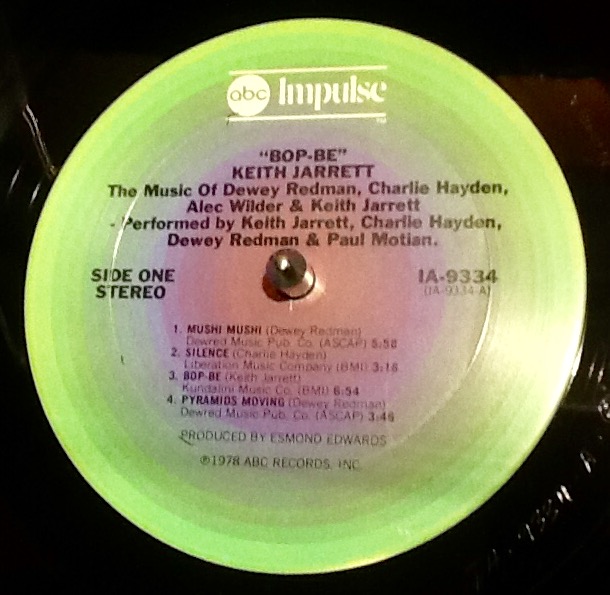 abc Impulse
TM
"BOP-BE"
KEITH JARRETT
The Music Of Dewey Redman, Charlie Hayden,
Alec Wilder & Keith Jarrett
- Performed by Keith Jarrett, Charlie Hayden,
Dewey Redman & Paul Motian.
SIDE ONE
STEREO
IA-9334
(IA-9334-A)
1. MUSHI MUSHI (Dewey Redman)
Dewred Music Pub. Co. (ASCAP) 5:58
2. SILENCE (Charlie Hayden)
Liberation Music Company (BMI) 3:16
3. BOP-BE (Keith Jarrett)
Kundalini Music Co. (BMI) 6:54
4. PYRAMIDS MOVING (Dewey Redman)
Dewred Music Pub. Co. (ASCAP) 3:46
PRODUCED BY ESMOND EDWARDS
℗1978 ABC RECORDS, INC.